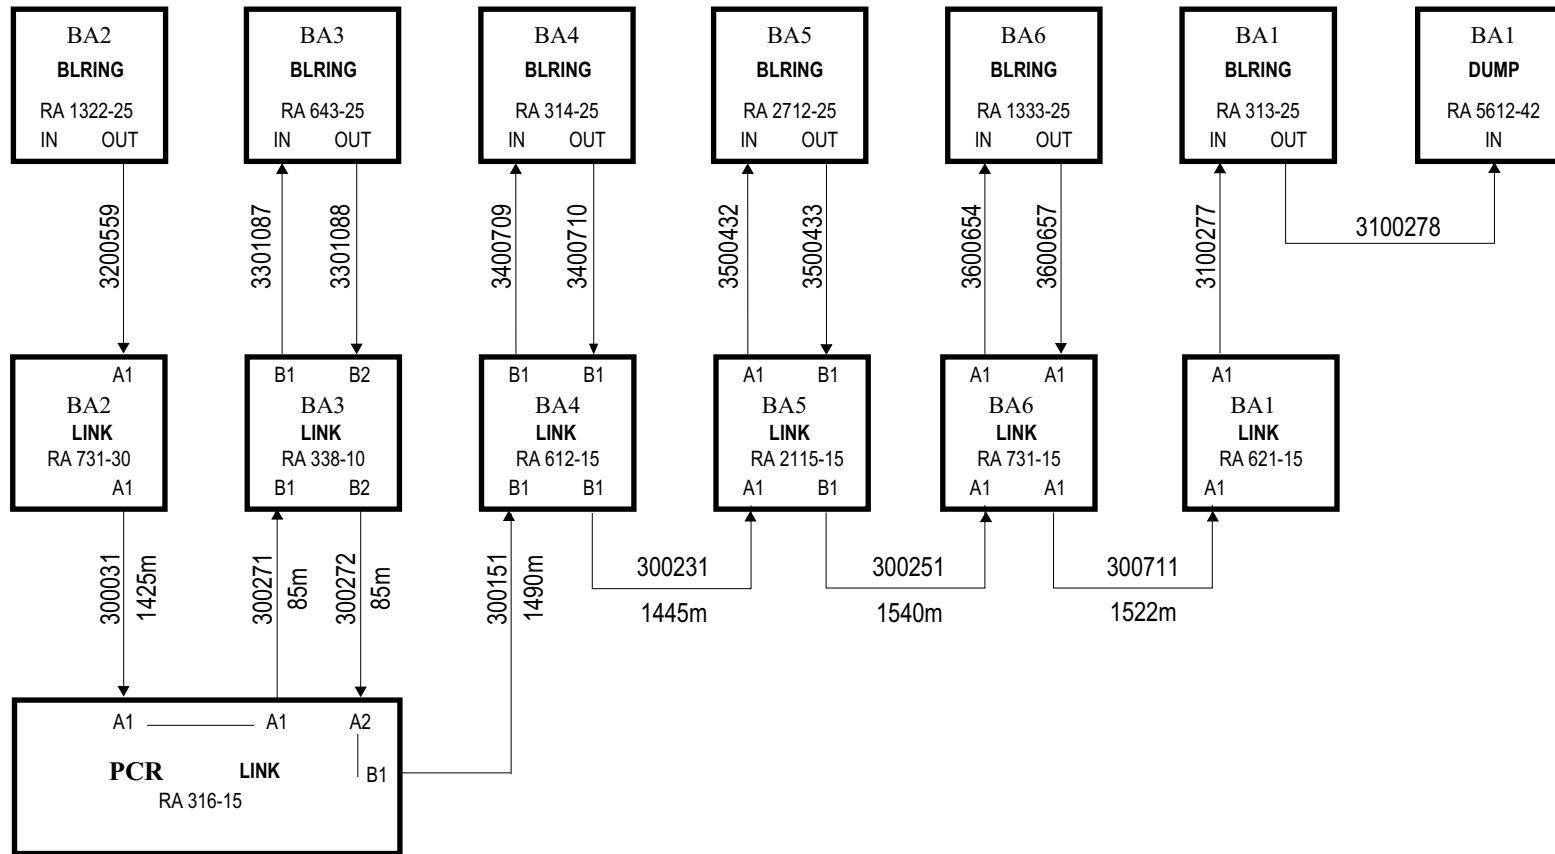 BA2
BLRING
RA 1322-25
IN OUT
BA3
BLRING
RA 643-25
IN OUT
BA4
BLRING
RA 314-25
IN OUT
BA5
BLRING
RA 2712-25
IN OUT
BA6
BLRING
RA 1333-25
IN OUT
BA1
BLRING
RA 313-25
IN OUT
BA1
DUMP
RA 5612-42
IN
3200559
3301087
3301088
3400709
3400710
3500432
3500433
3600654
3600657
3100277
3100278
A1
BA2
LINK
RA 731-30
A1
B1 B2
BA3
LINK
RA 338-10
B1 B2
B1 B1
BA4
LINK
RA 612-15
B1 B1
A1 B1
BA5
LINK
RA 2115-15
A1 B1
A1 A1
BA6
LINK
RA 731-15
A1 A1
A1
BA1
LINK
RA 621-15
A1
300031
1425m
300271
85m
300272
85m
300151
1490m
300231
1445m
300251
1540m
300711
1522m
A1 A1 A2
PCR LINK B1
RA 316-15